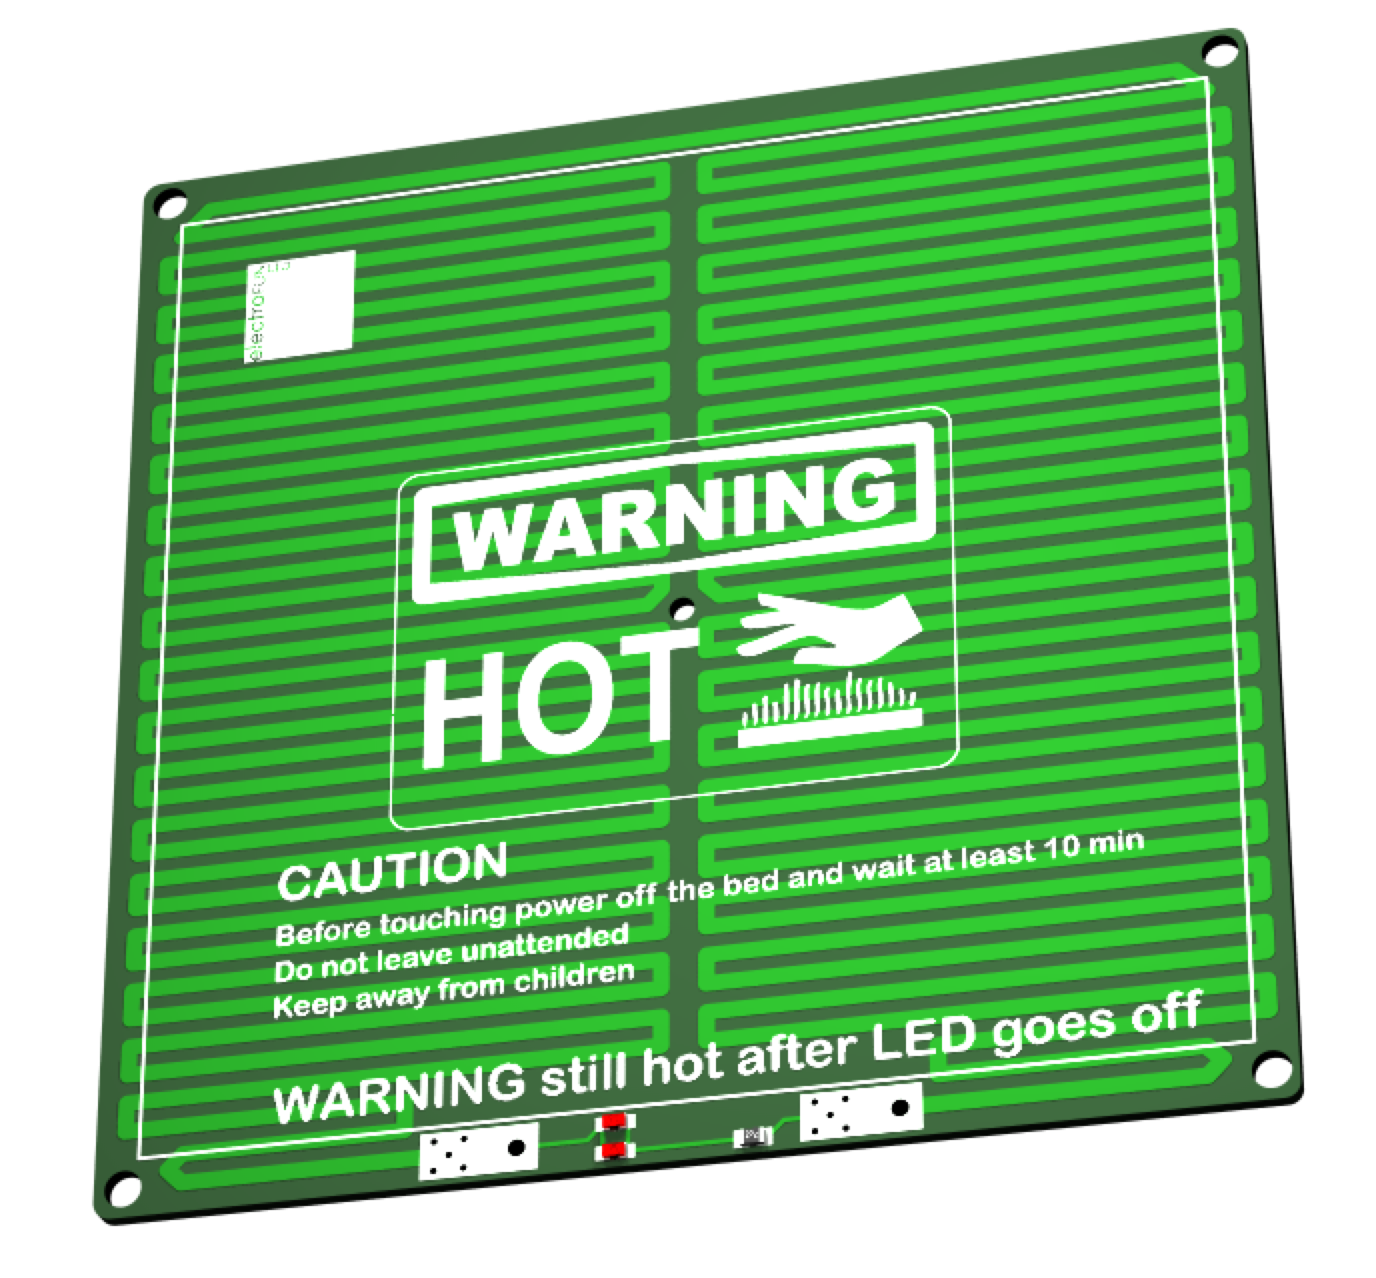 WARNING
HOT
CAUTION
Before touching power off the bed and wait at least 10 min
Do not leave unattended
Keep away from children
WARNING still hot after LED goes off